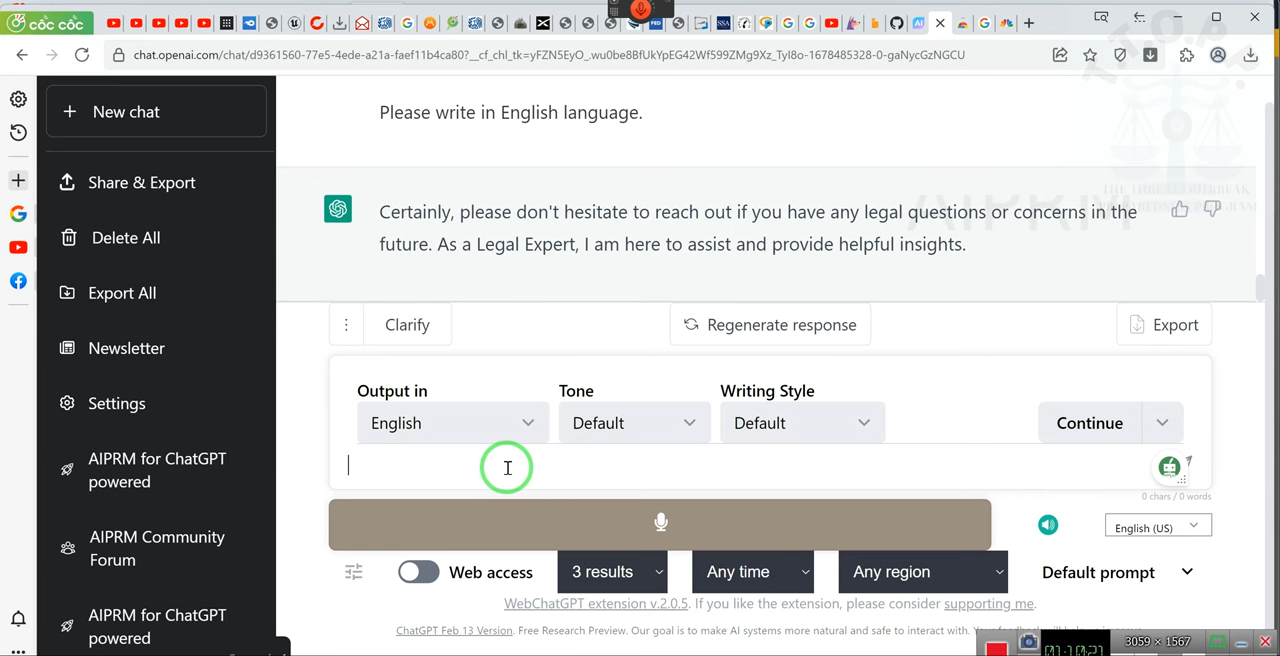 cốc cốc
chat.openai.com/chat/d9361560-77e5-4ede-a21a-faef11b4ca80?__cf_chl_tk=yFZN5EyO_.wu0be8BfUkYpEG42Wf599ZMg9Xz_TyI8o-1678485328-0-gaNycGzNGCU
New chat
Share & Export
Delete All
Export All
Newsletter
Settings
AIPRM for ChatGPT
powered
AIPRM Community
Forum
AIPRM for ChatGPT
powered
Please write in English language.
Certainly, please don't hesitate to reach out if you have any legal questions or concerns in the
future. As a Legal Expert, I am here to assist and provide helpful insights.
AIPRM
Clarify
Regenerate response
Export
Output in Tone Writing Style
English Default Default Continue
0 chars / 0 words
English (US)
Web access 3 results Any time Any region Default prompt
WebChatGPT extension v.2.0.5. If you like the extension, please consider supporting me.
ChatGPT Feb 13 Version. Free Research Preview. Our goal is to make AI systems more natural and safe to interact with.
3059 × 1567